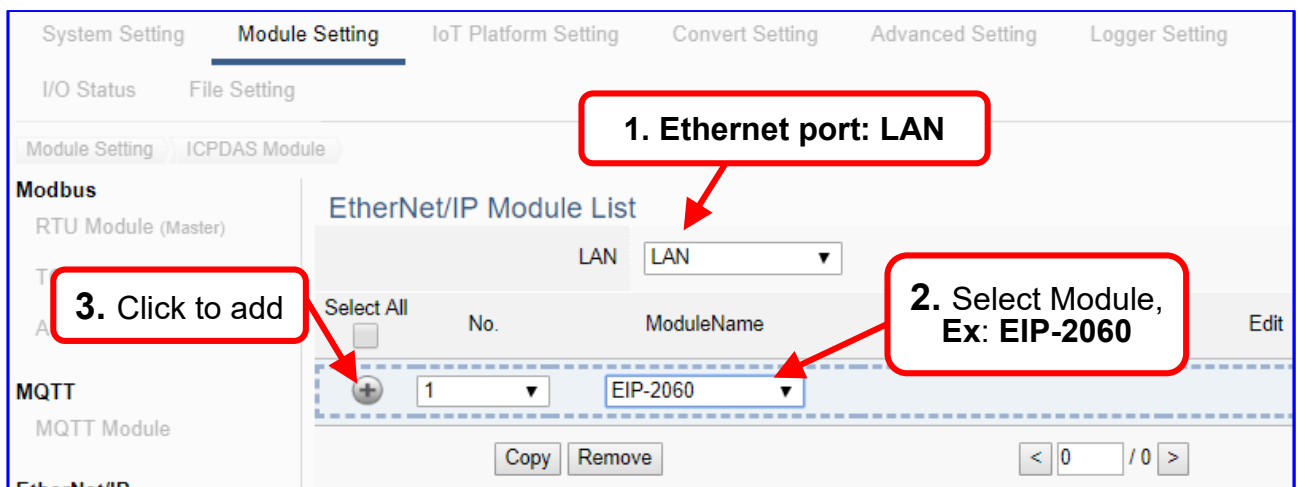 System Setting Module Setting IoT Platform Setting Convert Setting Advanced Setting Logger Setting
I/O Status File Setting
1. Ethernet port: LAN
Module Setting ICPDAS Module
Modbus
RTU Module (Master)
EtherNet/IP Module List
LAN LAN
3. Click to add
2. Select Module,
Ex: EIP-2060
Select All
No. ModuleName Edit
1 EIP-2060
MQTT
MQTT Module
Copy Remove < 0 / 0 >
EtherNet/IP